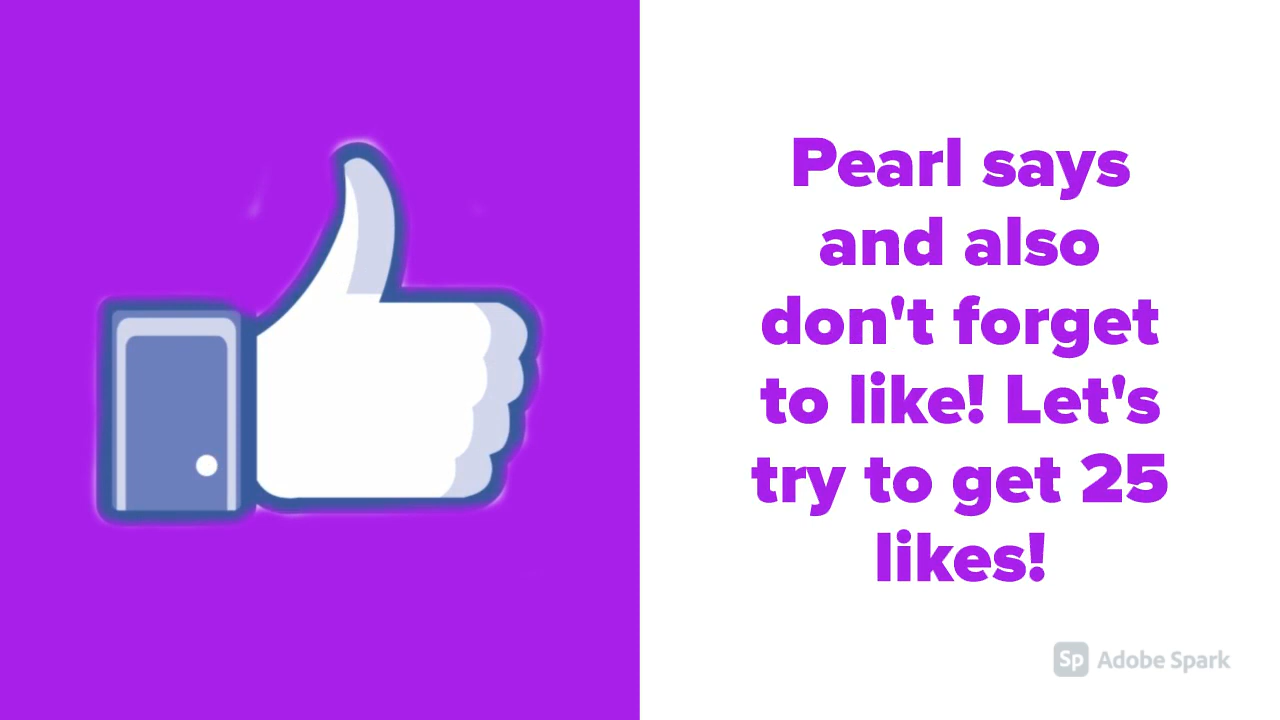 Pearl says
and also
don't forget
to like! Let's
try to get 25
likes!
Sp Adobe Spark